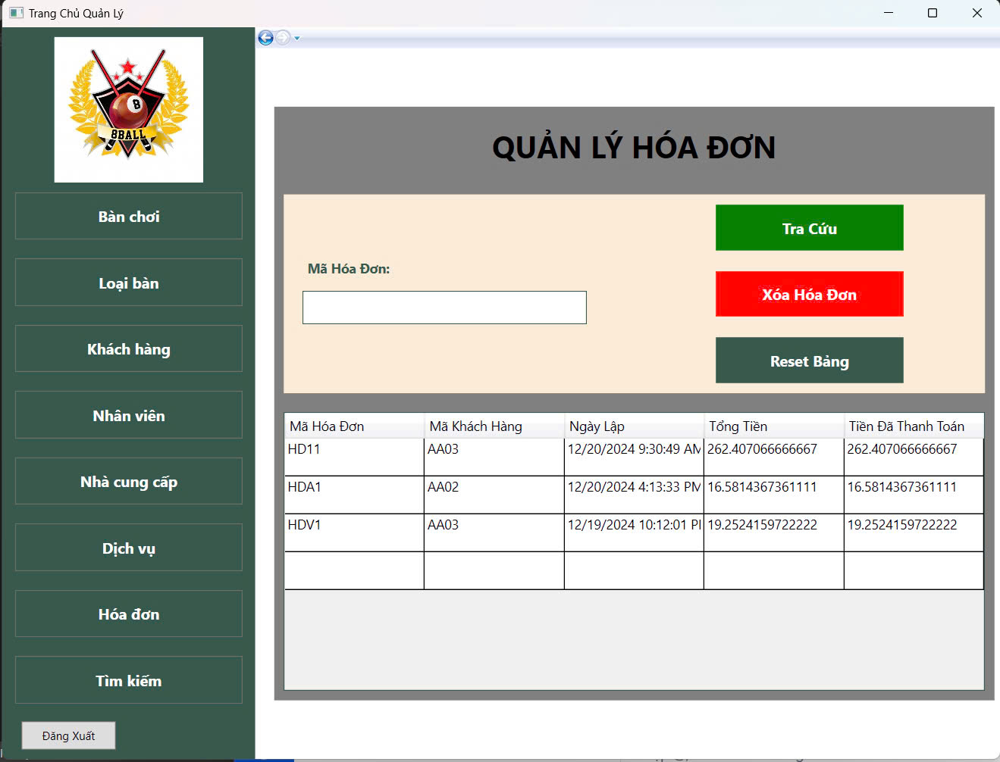 Trang Chủ Quản Lý
8
8BALL
Bàn chơi
Loại bàn
Khách hàng
Nhân viên
Nhà cung cấp
Dịch vụ
Hóa đơn
Tìm kiếm
Đăng Xuất
QUẢN LÝ HÓA ĐƠN
Mã Hóa Đơn:
Tra Cứu
Xóa Hóa Đơn
Reset Bảng
Mã Hóa Đơn Mã Khách Hàng Ngày Lập Tổng Tiền Tiền Đã Thanh Toán
HD11 AA03 12/20/2024 9:30:49 AM 262.407066666667 262.407066666667
HDA1 AA02 12/20/2024 4:13:33 PM 16.5814367361111 16.5814367361111
HDV1 AA03 12/19/2024 10:12:01 P 19.2524159722222 19.2524159722222